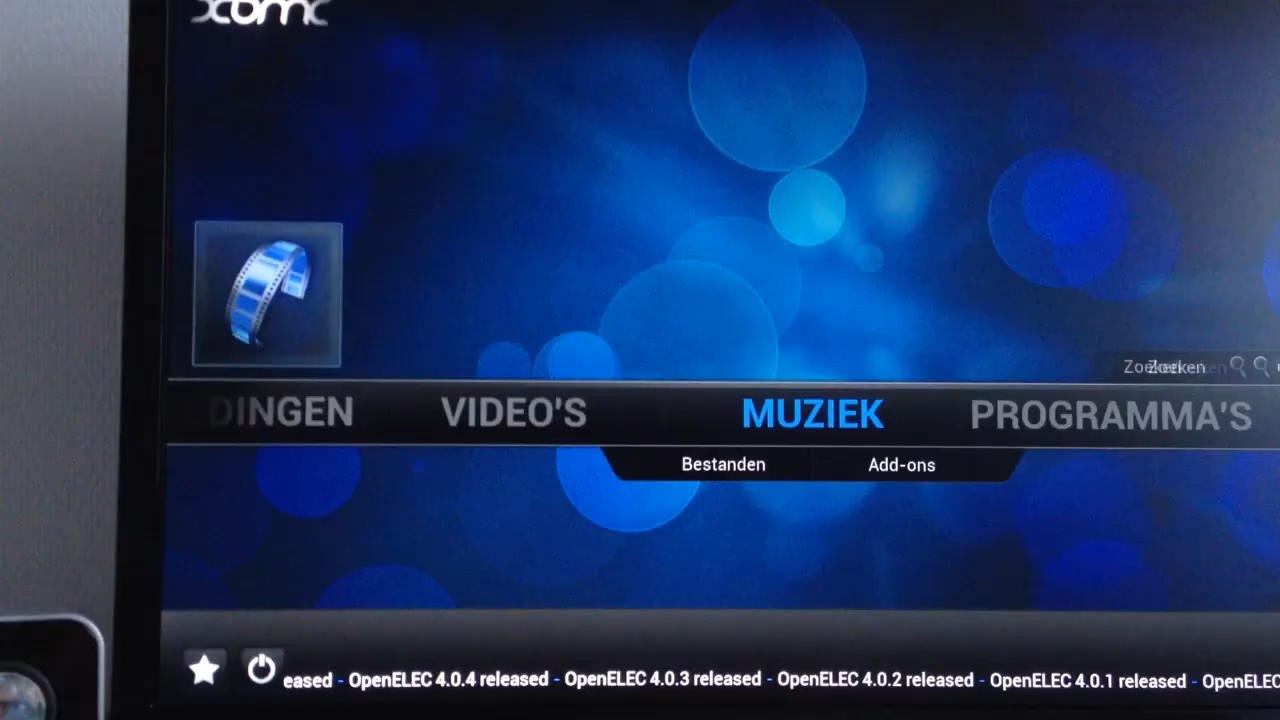 xbmc
Zoeken
DINGEN VIDEO'S MUZIEK PROGRAMMA'S
Bestanden Add-ons
eased - OpenELEC 4.0.4 released - OpenELEC 4.0.3 released - OpenELEC 4.0.2 released - OpenELEC 4.0.1 released - OpenELEC